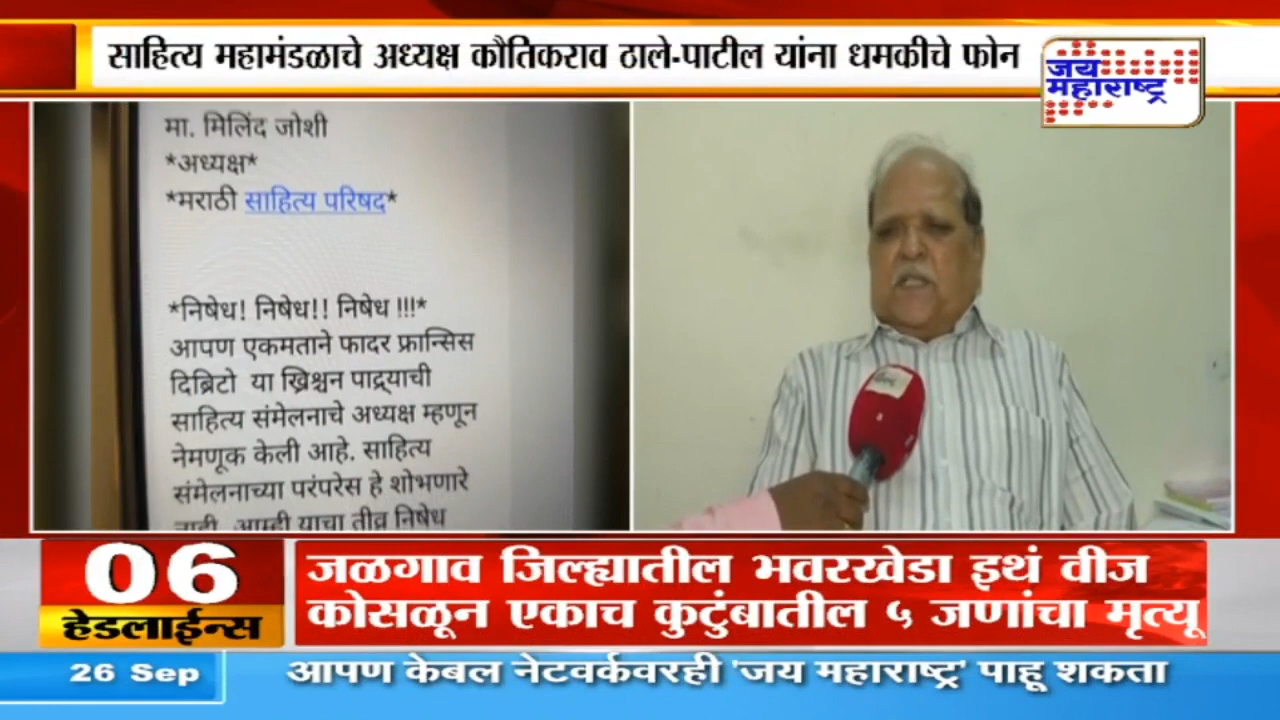 साहित्य महामंडळाचे अध्यक्ष कौतिकराव ठाले-पाटील यांना धमकीचे फोन
जय
महाराष्ट्र
मा. मिलिंद जोशी
*अध्यक्ष*
*मराठी साहित्य परिषद*
*निषेध! निषेध!! निषेध !!!*
आपण एकमताने फादर फ्रान्सिस
दिब्रिटो या ख्रिश्चन पाद्र्याची
साहित्य संमेलनाचे अध्यक्ष म्हणून
नेमणूक केली आहे. साहित्य
संमेलनाच्या परंपरेस हे शोभणारे
नाही. आम्ही याचा तीव्र निषेध
06
हेडलाईन्स
जळगाव जिल्ह्यातील भवरखेडा इथं वीज
कोसळून एकाच कुटुंबातील ५ जणांचा मृत्यू
26 Sep
आपण केबल नेटवर्कवरही 'जय महाराष्ट्र' पाहू शकता